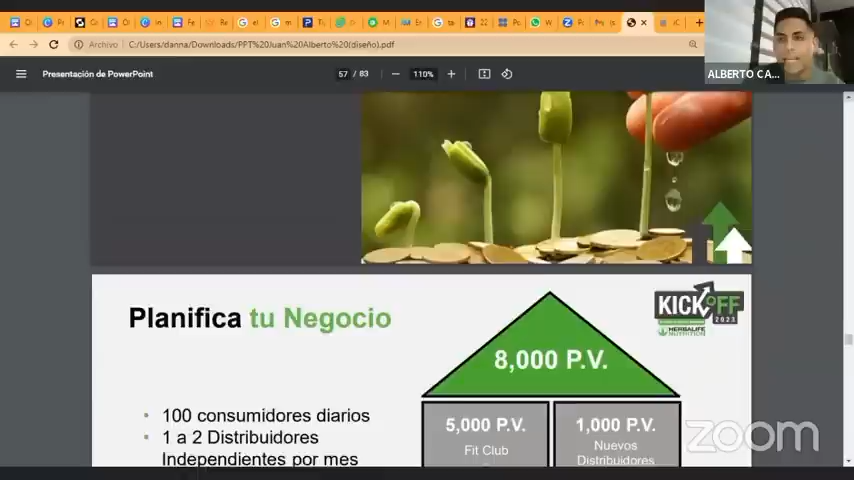 Archivo
C:/Users/danna/Downloads/PPT%20Juan%20Alberto%20(diseño).pdf
ALBERTO CA...
Presentación de PowerPoint
57 / 83
110%
Planifica tu Negocio
KICKOFF
2023
HERBALIFE
NUTRITION
8,000 P.V.
• 100 consumidores diarios
• 1 a 2 Distribuidores
Independientes por mes
5,000 P.V.
Fit Club
1,000 P.V.
Nuevos
Distribuidores
zoom